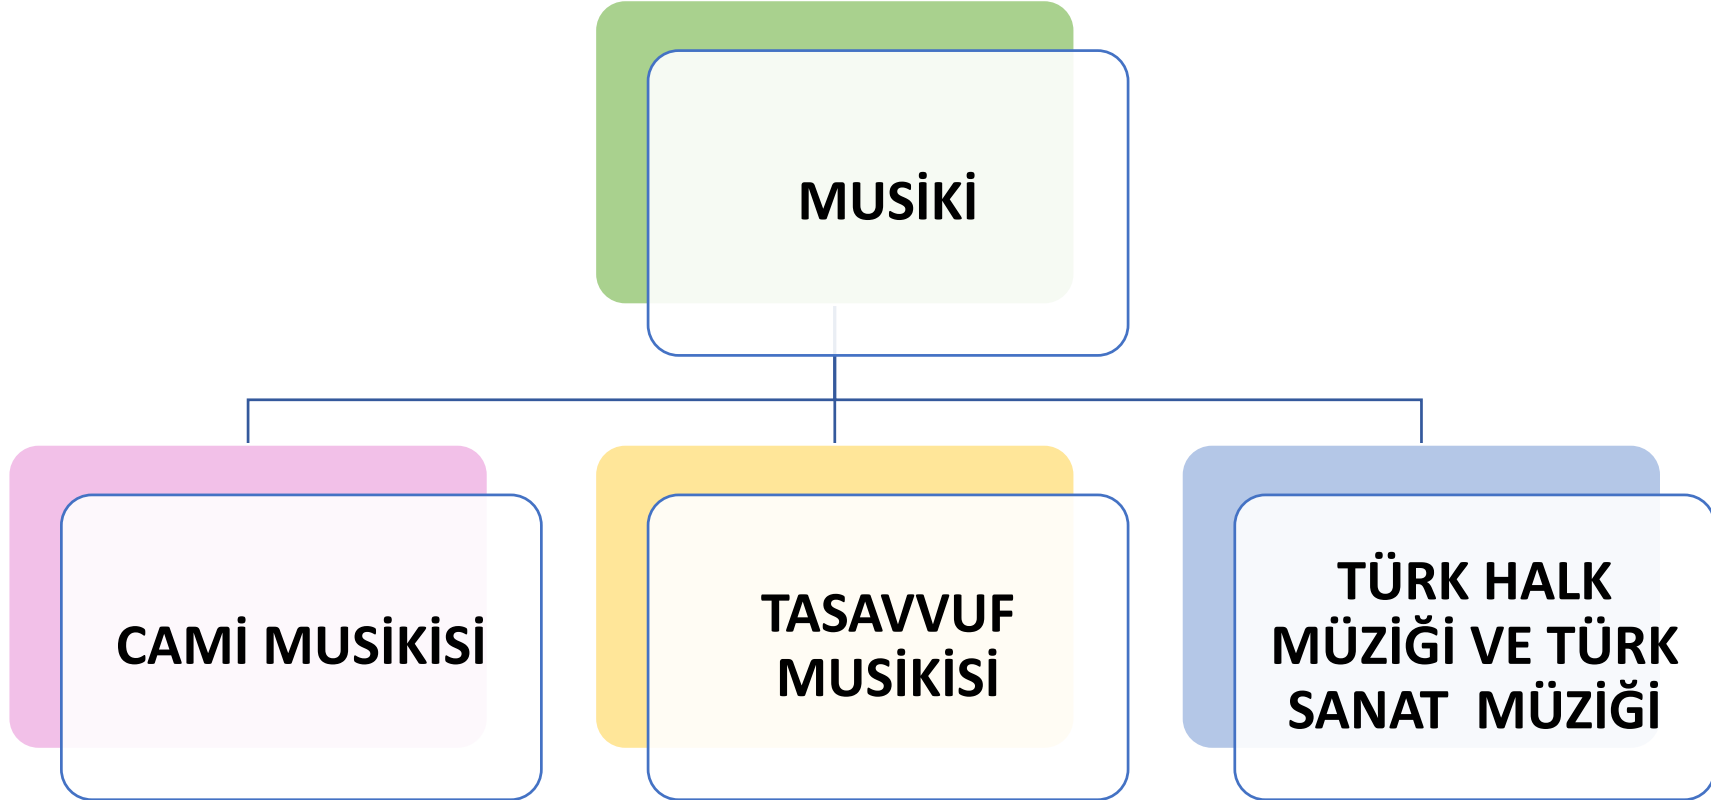 MUSİKİ
CAMİ MUSİKİSİ
TASAVVUF
MUSİKİSİ
TÜRK HALK
MÜZİĞİ VE TÜRK
SANAT  MÜZİĞİ